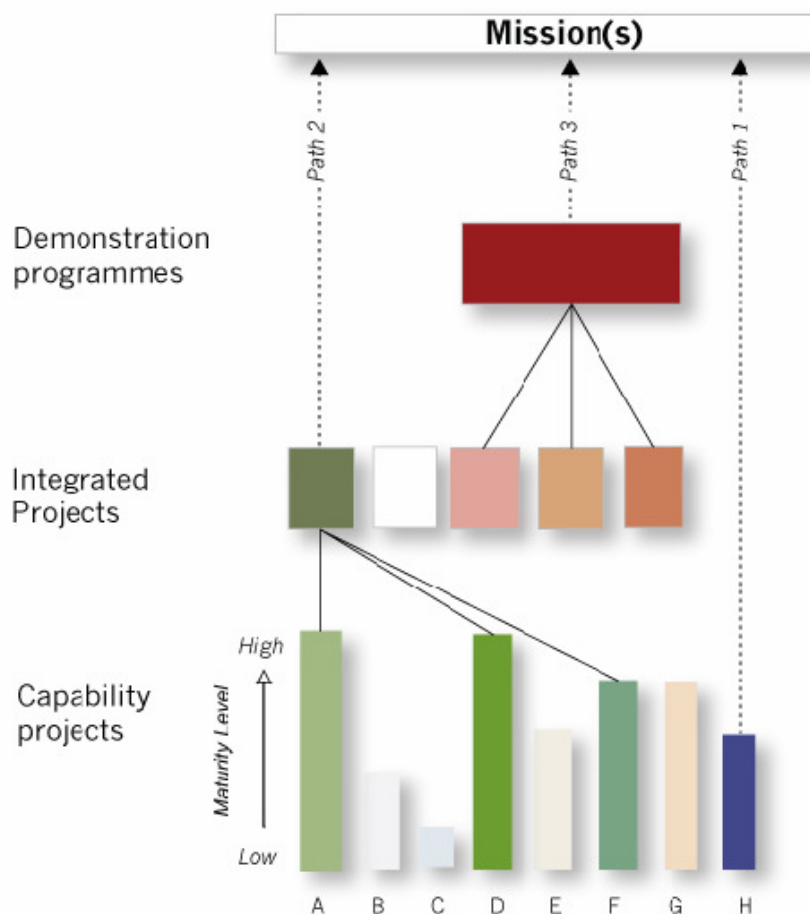 Mission(s)
Path 2
Path 3
Path 1
Demonstration
programmes
Integrated
Projects
High
Capability
projects
Maturity Level
Low
A B C D E F G H